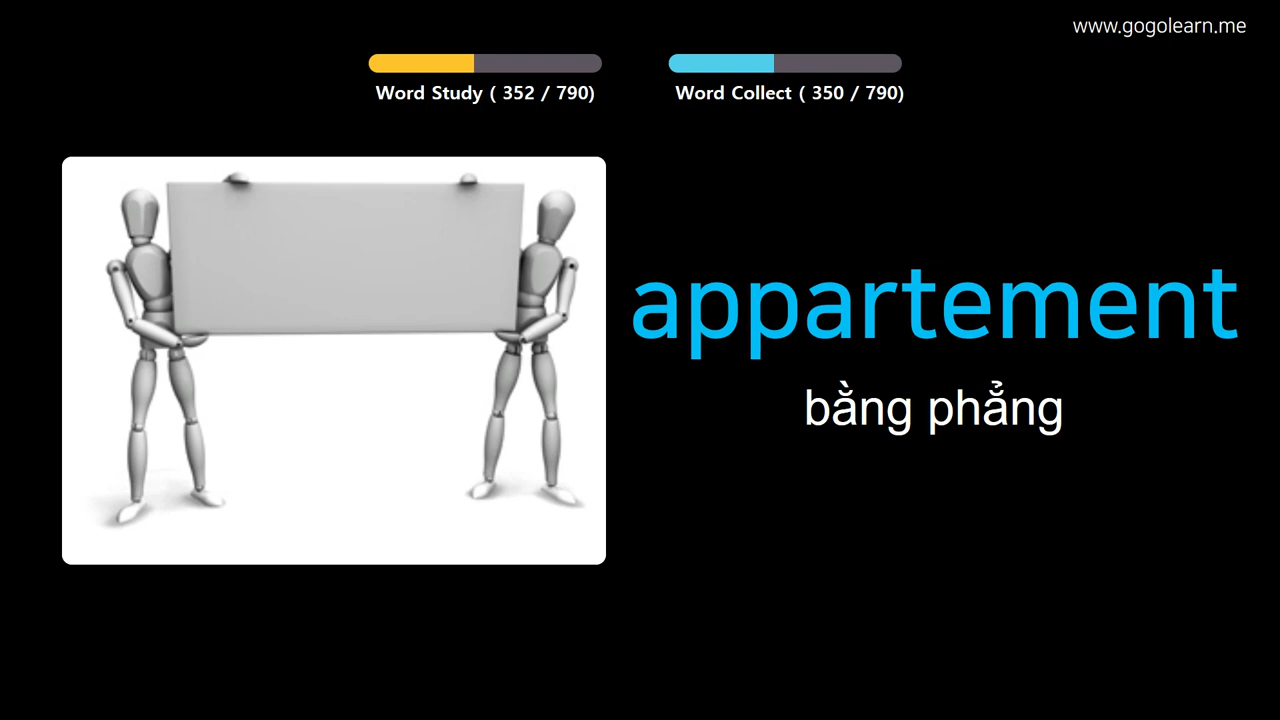 www.gogolearn.me
Word Study ( 352 / 790)
Word Collect ( 350 / 790)
appartement
bằng phẳng